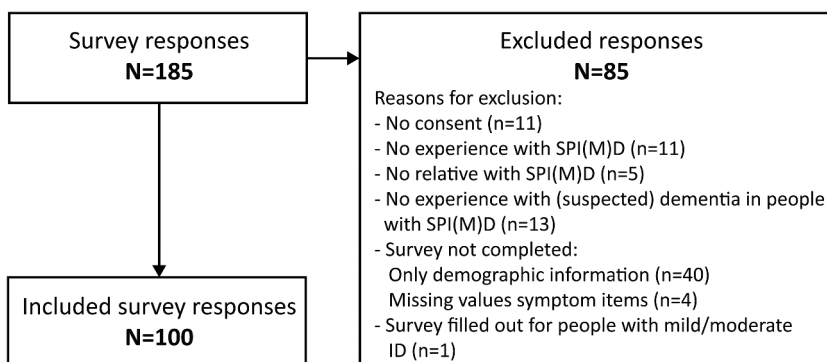 Survey responses
N=185
Excluded responses
N=85
Reasons for exclusion:
- No consent (n=11)
- No experience with SPI(M)D (n=11)
- No relative with SPI(M)D (n=5)
- No experience with (suspected) dementia in people
with SPI(M)D (n=13)
- Survey not completed:
Only demographic information (n=40)
Missing values symptom items (n=4)
- Survey filled out for people with mild/moderate
ID (n=1)
Included survey responses
N=100